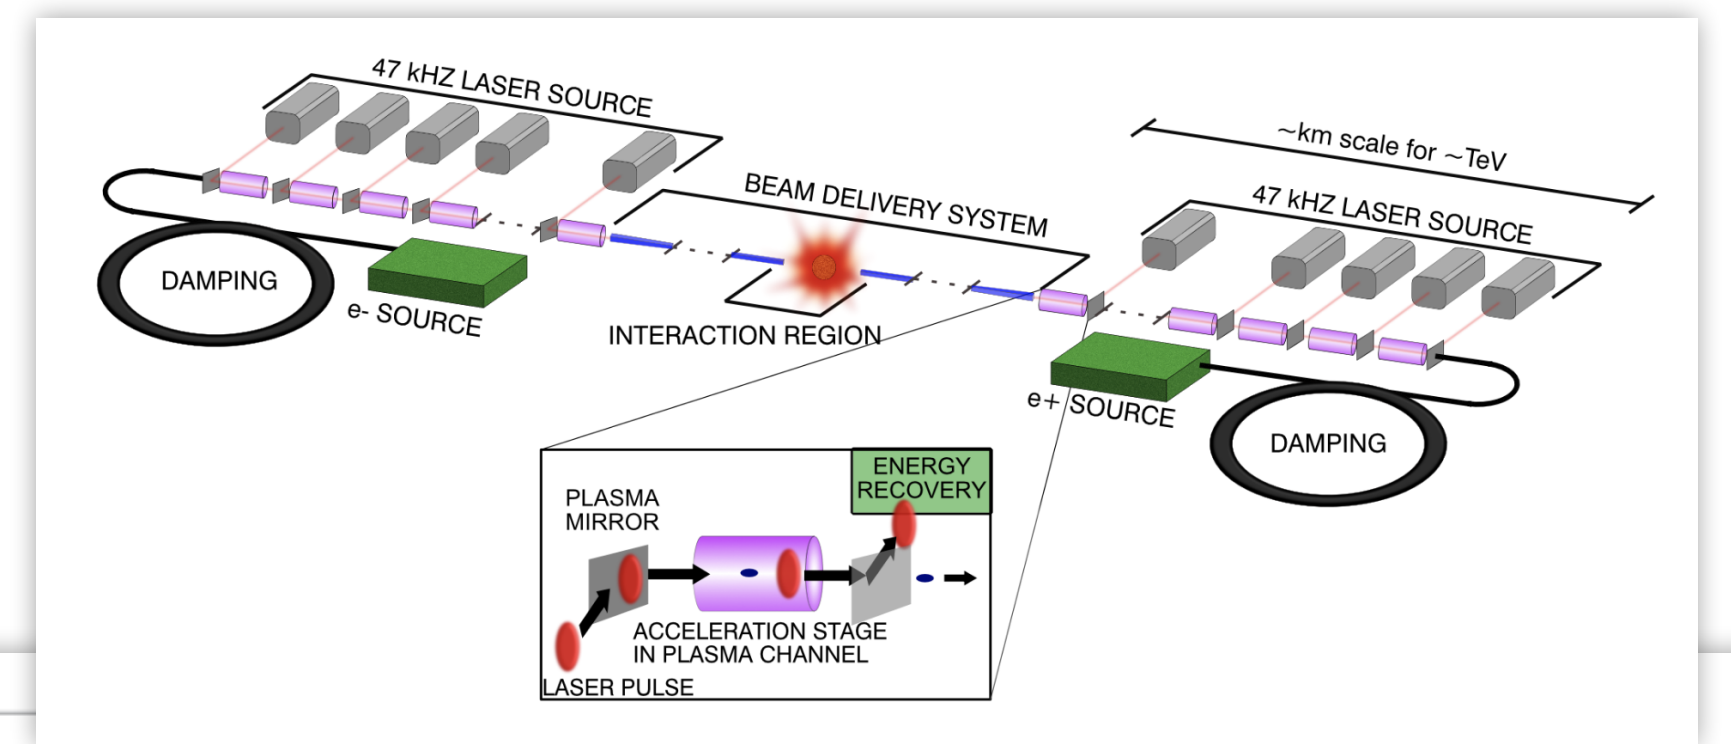 47 kHZ LASER SOURCE
~km scale for ~TeV
BEAM DELIVERY SYSTEM
47 kHZ LASER SOURCE
DAMPING
e- SOURCE
INTERACTION REGION
e+ SOURCE
DAMPING
ENERGY
RECOVERY
PLASMA
MIRROR
ACCELERATION STAGE
IN PLASMA CHANNEL
LASER PULSE